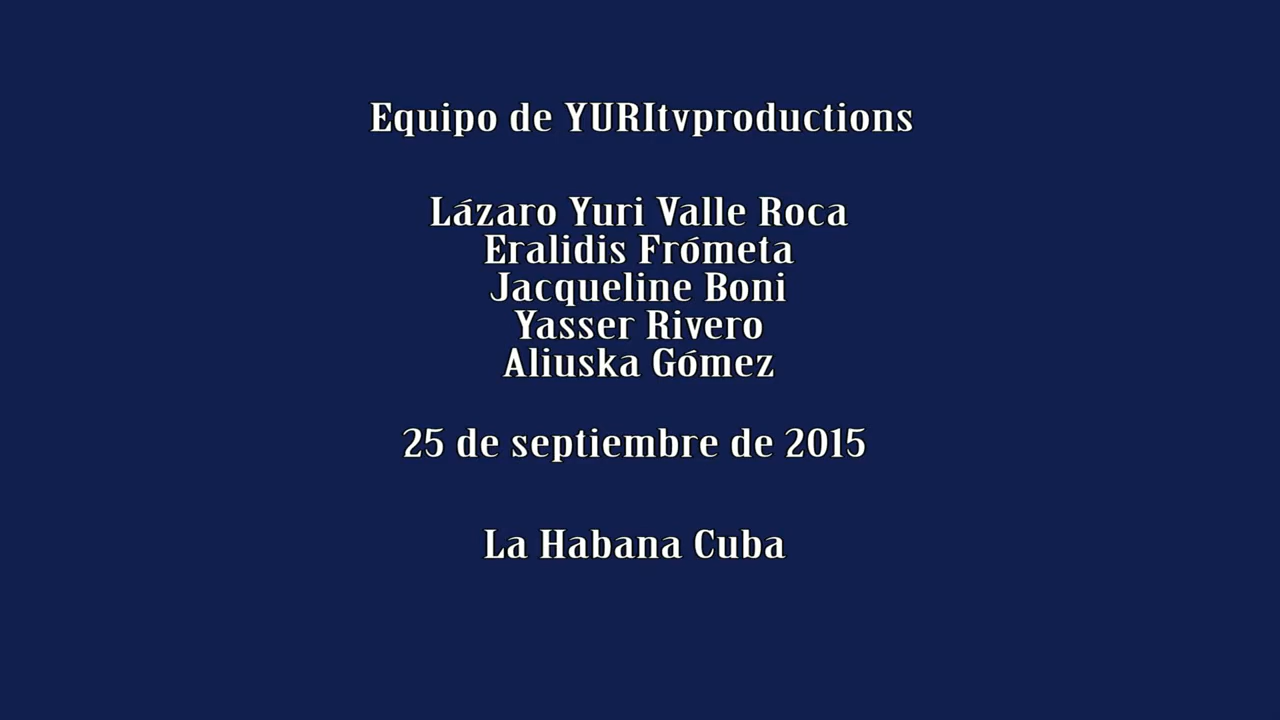 Equipo de YURItvproductions
Lázaro Yuri Valle Roca
Eralidis Frómeta
Jacqueline Boni
Yasser Rivero
Aliuska Gómez
25 de septiembre de 2015
La Habana Cuba